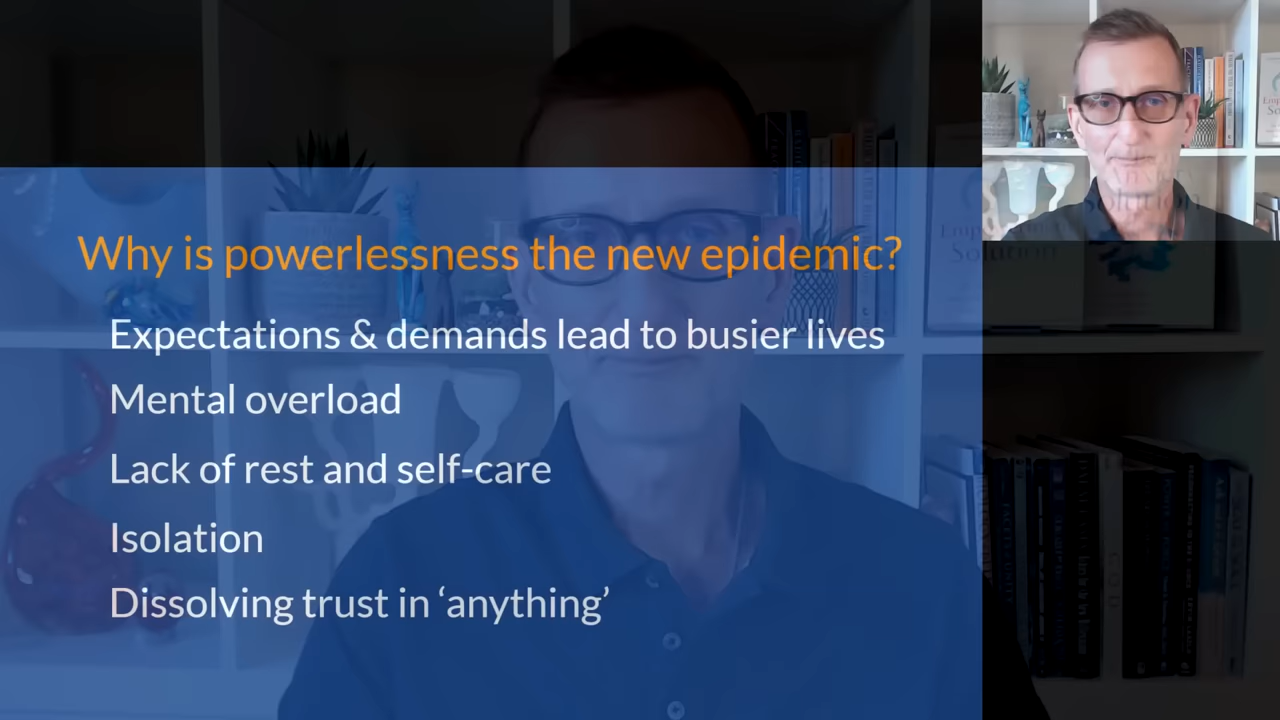 Why is powerlessness the new epidemic?
Expectations & demands lead to busier lives
Mental overload
Lack of rest and self-care
Isolation
Dissolving trust in ‘anything’
Solution